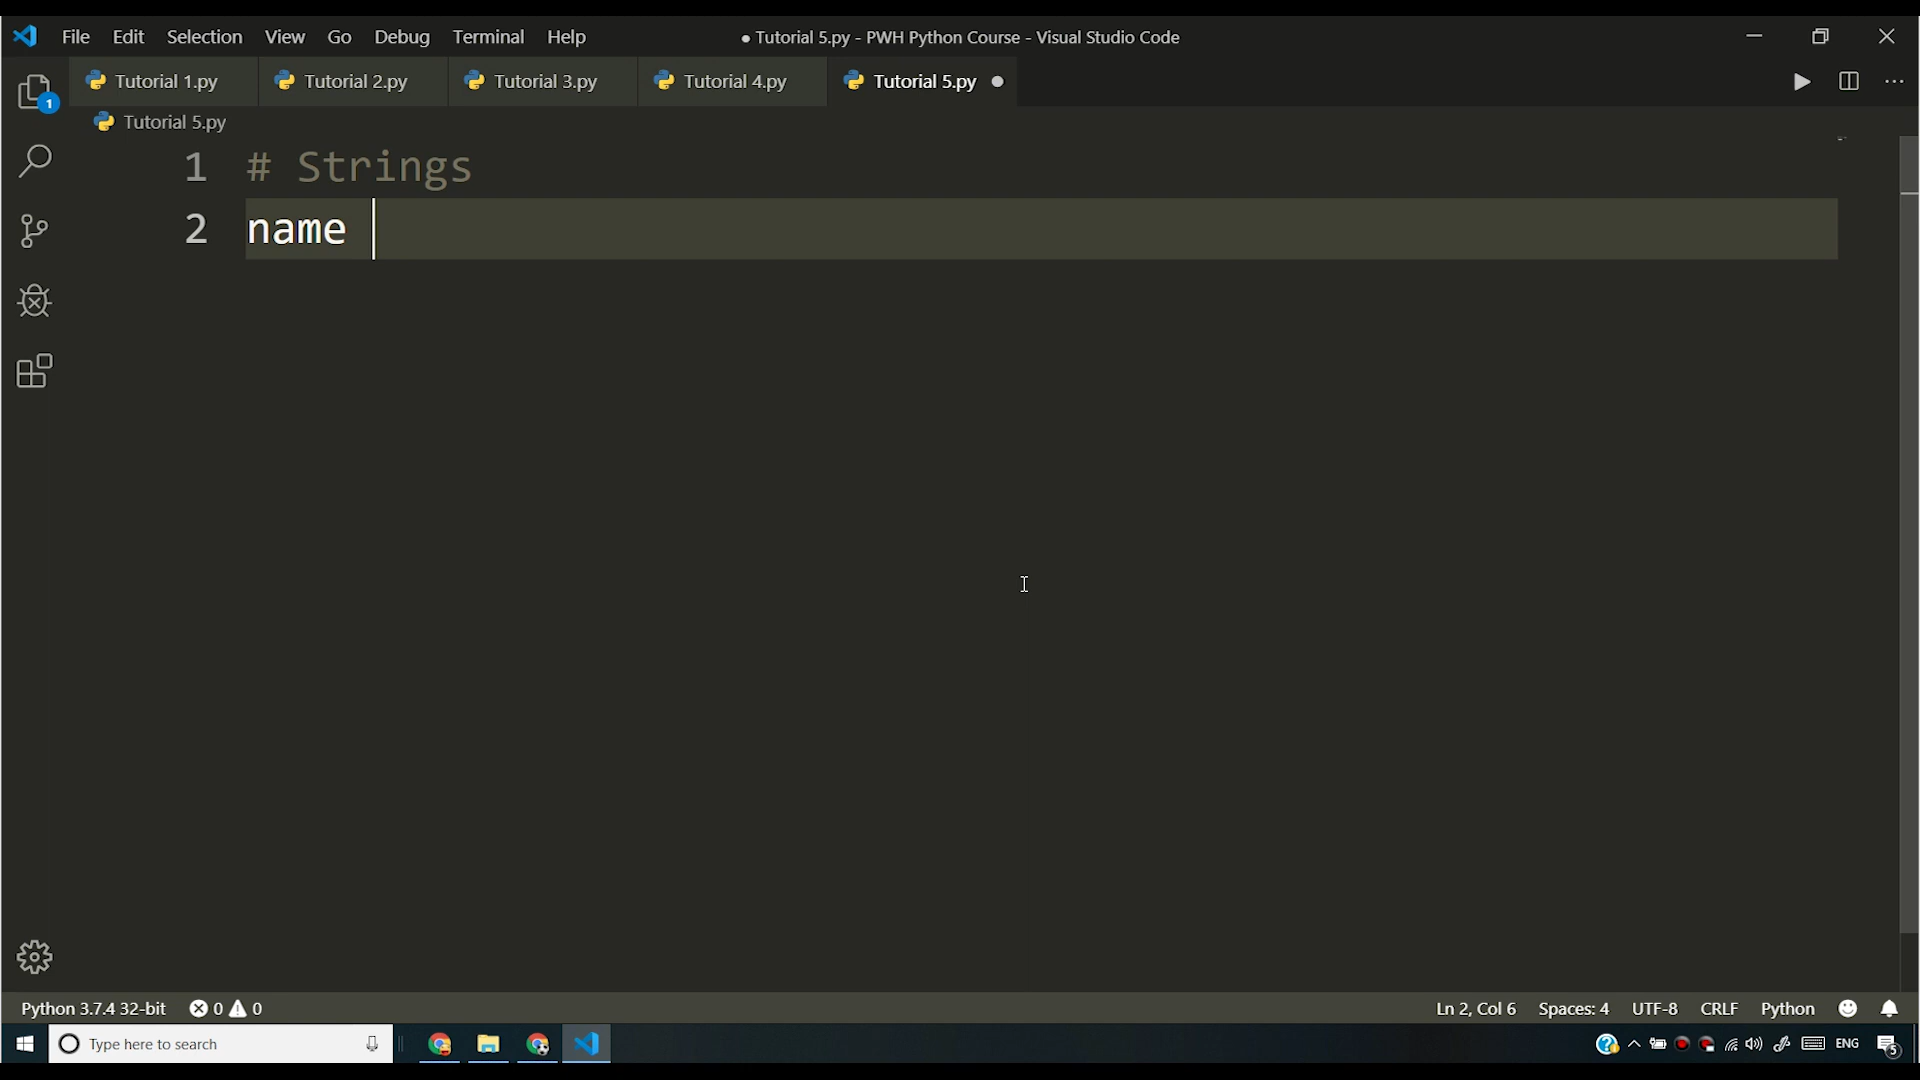 File Edit Selection View Go Debug Terminal Help ● Tutorial 5.py - PWH Python Course - Visual Studio Code
Tutorial 1.py Tutorial 2.py Tutorial 3.py Tutorial 4.py Tutorial 5.py ●
1
Tutorial 5.py
1 # Strings
2 name
Python 3.7.4 32-bit 0 0 Ln 2, Col 6 Spaces: 4 UTF-8 CRLF Python
Type here to search ENG 5